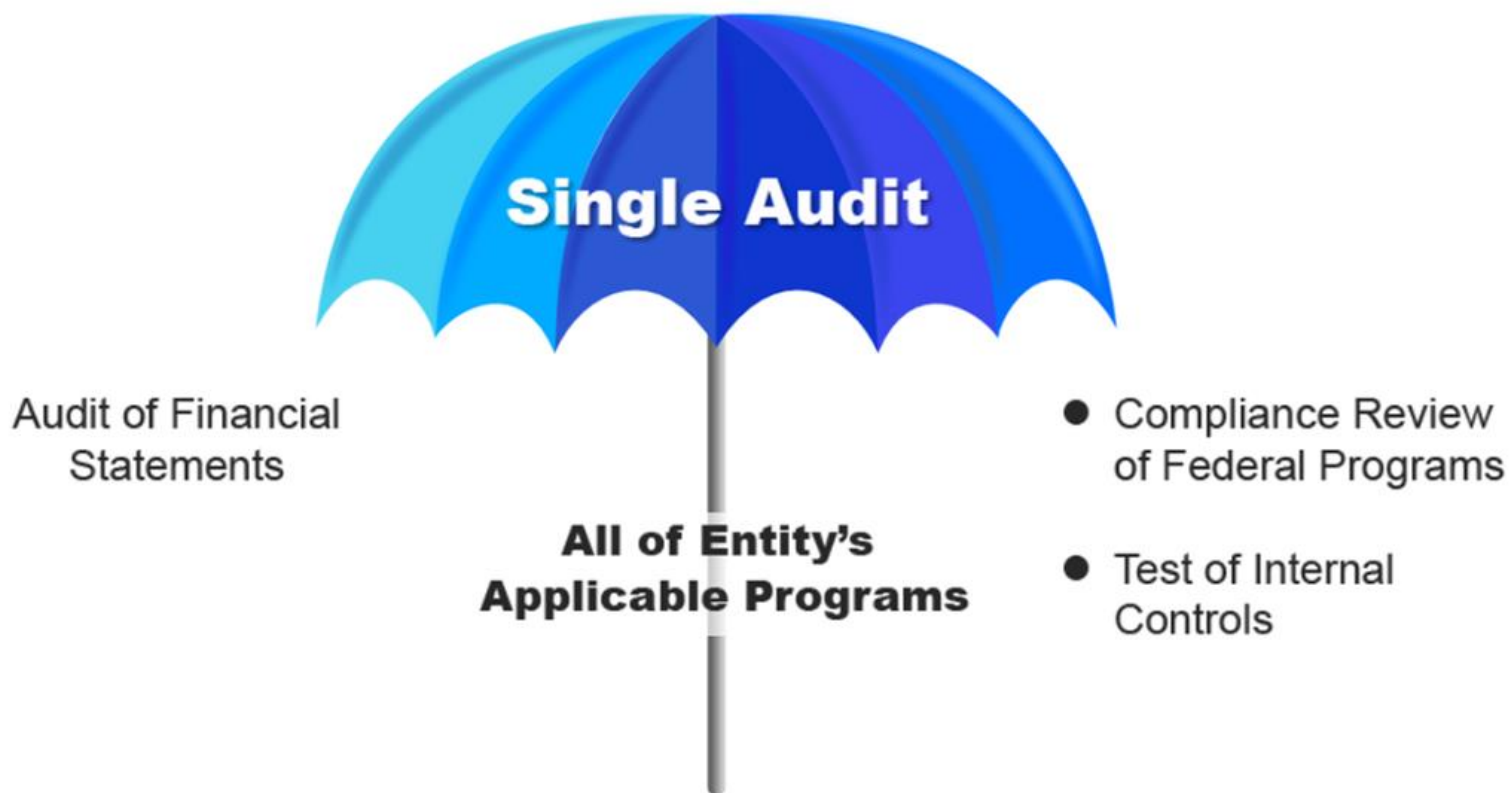 Single Audit
Audit of Financial
Statements
All of Entity’s
Applicable Programs
● Compliance Review
of Federal Programs
● Test of Internal
Controls